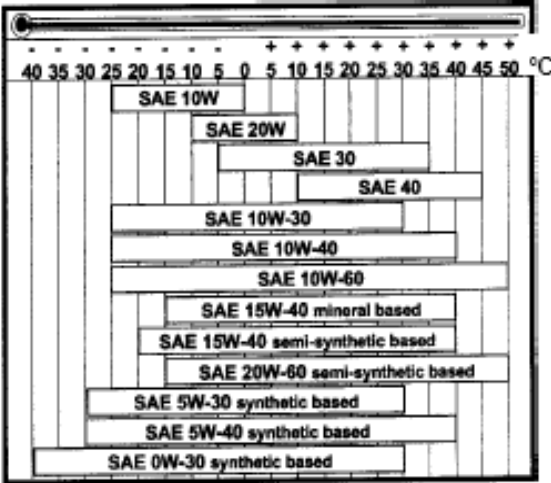 - - - - - - - - + + + + + + + + + +
40 35 30 25 20 15 10 5 0 5 10 15 20 25 30 35 40 45 50 °C
SAE 10W
SAE 20W
SAE 30
SAE 40
SAE 10W-30
SAE 10W-40
SAE 10W-60
SAE 15W-40 mineral based
SAE 15W-40 semi-synthetic based
SAE 20W-60 semi-synthetic based
SAE 5W-30 synthetic based
SAE 5W-40 synthetic based
SAE 0W-30 synthetic based